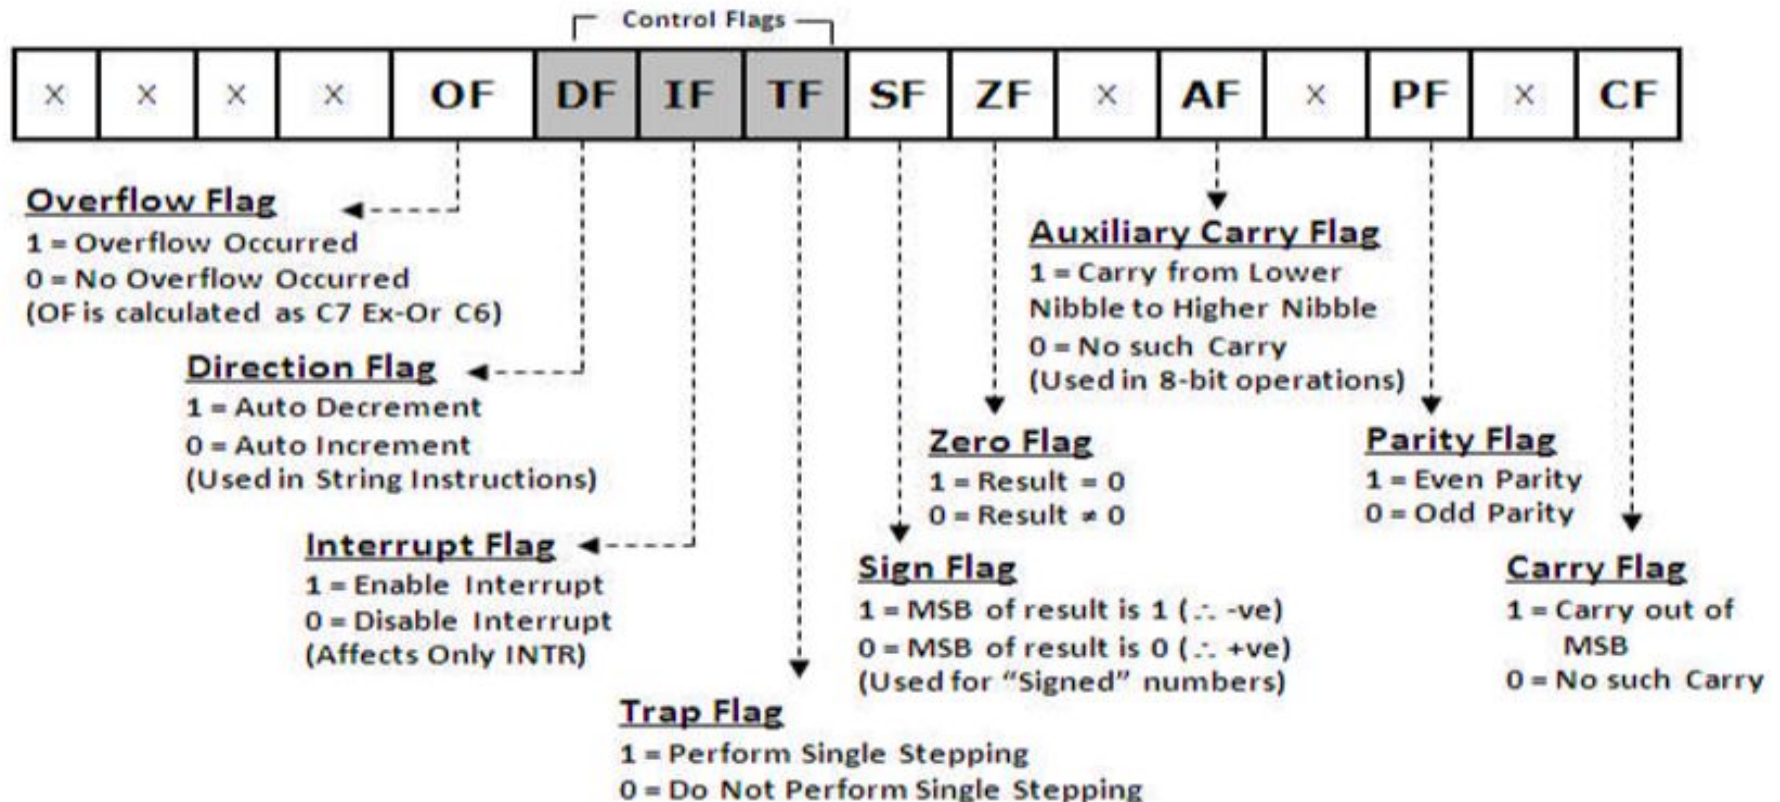 Control Flags
x x x x OF DF IF TF SF ZF x AF x PF x CF
Overflow Flag
1 = Overflow Occurred
0 = No Overflow Occurred
(OF is calculated as C7 Ex-Or C6)
Direction Flag
1 = Auto Decrement
0 = Auto Increment
(Used in String Instructions)
Interrupt Flag
1 = Enable Interrupt
0 = Disable Interrupt
(Affects Only INTR)
Trap Flag
1 = Perform Single Stepping
0 = Do Not Perform Single Stepping
Sign Flag
1 = MSB of result is 1 (∴ -ve)
0 = MSB of result is 0 (∴ +ve)
(Used for “Signed” numbers)
Zero Flag
1 = Result = 0
0 = Result ≠ 0
Auxiliary Carry Flag
1 = Carry from Lower
Nibble to Higher Nibble
0 = No such Carry
(Used in 8-bit operations)
Parity Flag
1 = Even Parity
0 = Odd Parity
Carry Flag
1 = Carry out of
MSB
0 = No such Carry